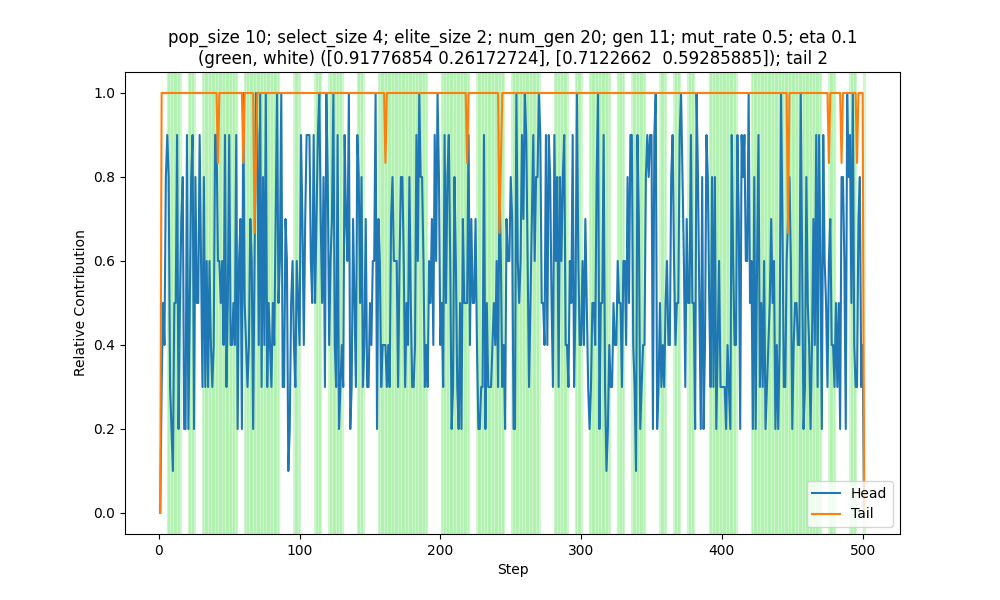 pop_size 10; select_size 4; elite_size 2; num_gen 20; gen 11; mut_rate 0.5; eta 0.1
(green, white) ([0.91776854 0.26172724], [0.7122662  0.59285885]); tail 2
1.0
0.8
0.6
0.4
0.2
0.0
Relative Contribution
Head
Tail
0
100
200
300
400
500
Step